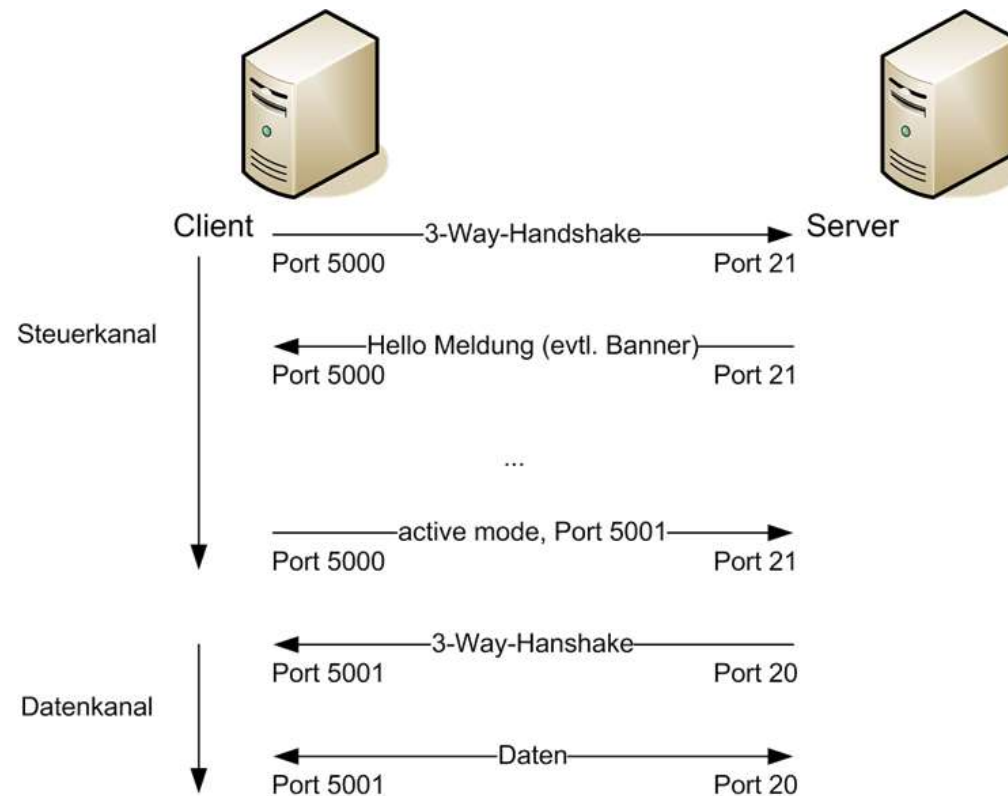 Client
3-Way-Handshake
Server
Port 5000
Port 21
Steuerkanal
Hello Meldung (evtl. Banner)
Port 5000
Port 21
...
active mode, Port 5001
Port 5000
Port 21
3-Way-Hanshake
Port 5001
Port 20
Datenkanal
Daten
Port 5001
Port 20